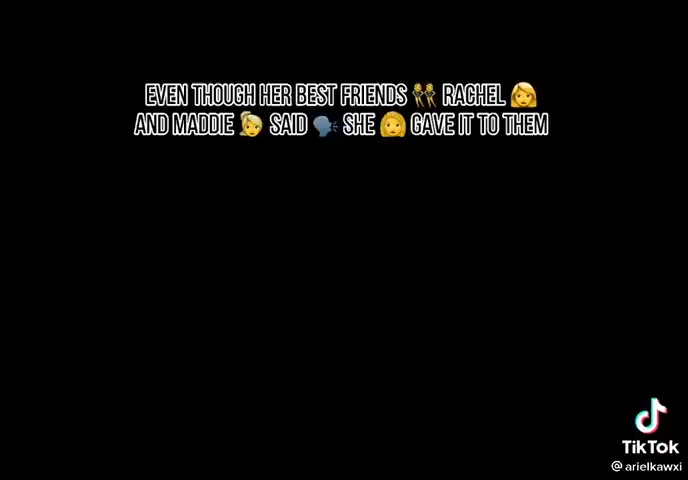 EVEN THOUGH HER BEST FRIENDS 👯 RACHEL 👩
AND MADDIE 👱‍♀️ SAID 🗣️ SHE 👩‍🦱 GAVE IT TO THEM
TikTok
@arielkawxi